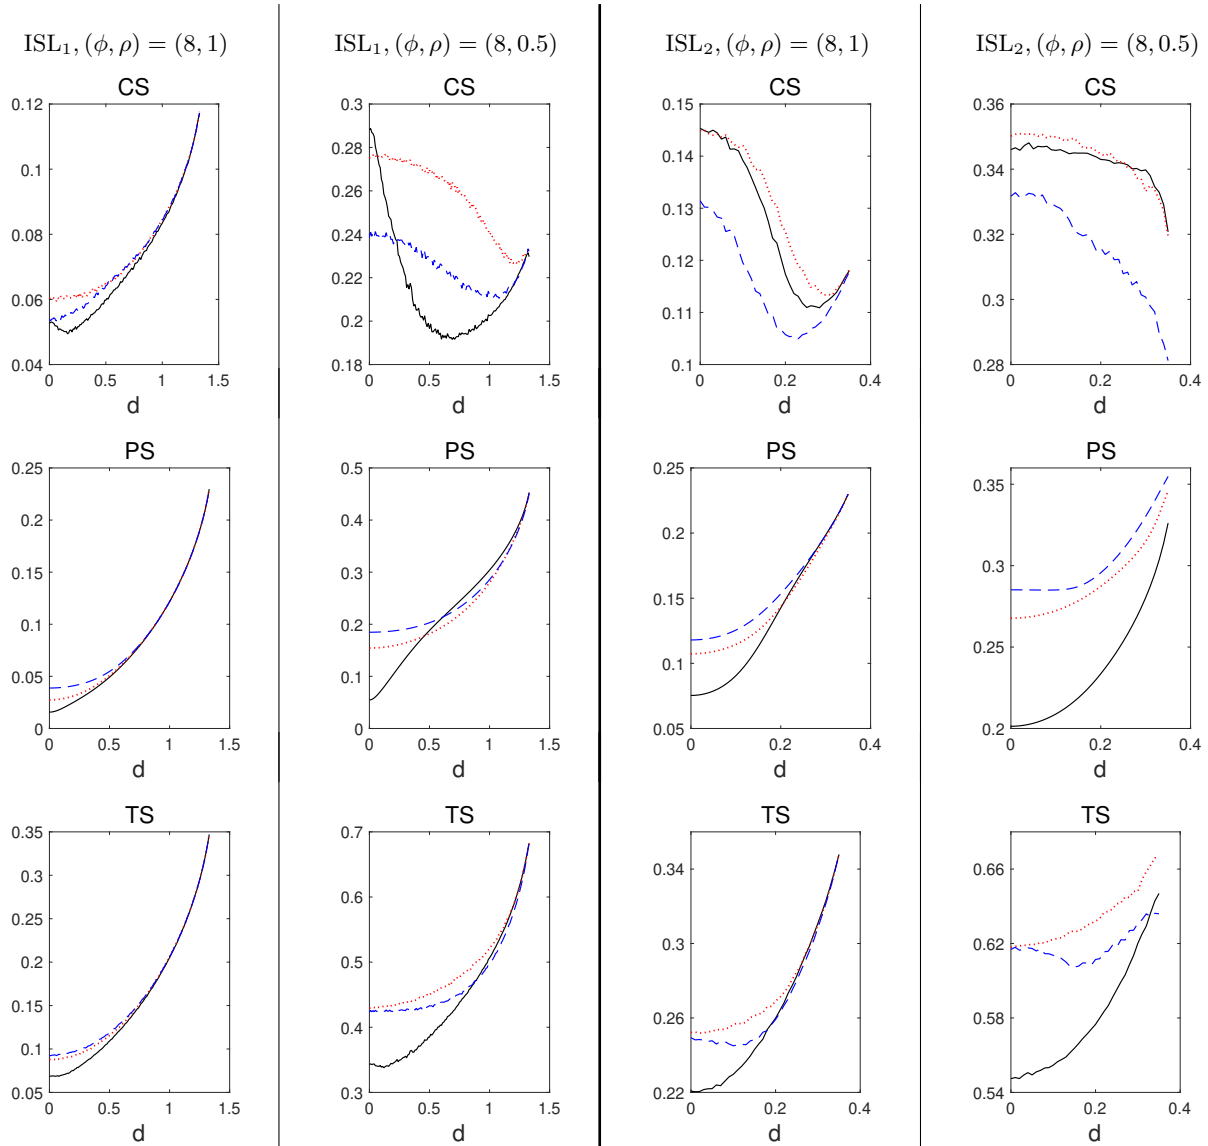 ISL₁, (ϕ, ρ) = (8, 1)
ISL₁, (ϕ, ρ) = (8, 0.5)
ISL₂, (ϕ, ρ) = (8, 1)
ISL₂, (ϕ, ρ) = (8, 0.5)
CS
0.12
0.1
0.08
0.06
0.04
0 0.5 1 1.5
d
CS
0.3
0.28
0.26
0.24
0.22
0.2
0.18
0 0.5 1 1.5
d
CS
0.15
0.14
0.13
0.12
0.11
0.1
0 0.2 0.4
d
CS
0.36
0.34
0.32
0.3
0.28
0 0.2 0.4
d
PS
0.25
0.2
0.15
0.1
0.05
0
0 0.5 1 1.5
d
PS
0.5
0.4
0.3
0.2
0.1
0
0 0.5 1 1.5
d
PS
0.25
0.2
0.15
0.1
0.05
0 0.2 0.4
d
PS
0.35
0.3
0.25
0.2
0 0.2 0.4
d
TS
0.35
0.3
0.25
0.2
0.15
0.1
0.05
0 0.5 1 1.5
d
TS
0.7
0.6
0.5
0.4
0.3
0 0.5 1 1.5
d
TS
0.34
0.3
0.26
0.22
0 0.2 0.4
d
TS
0.66
0.62
0.58
0.54
0 0.2 0.4
d